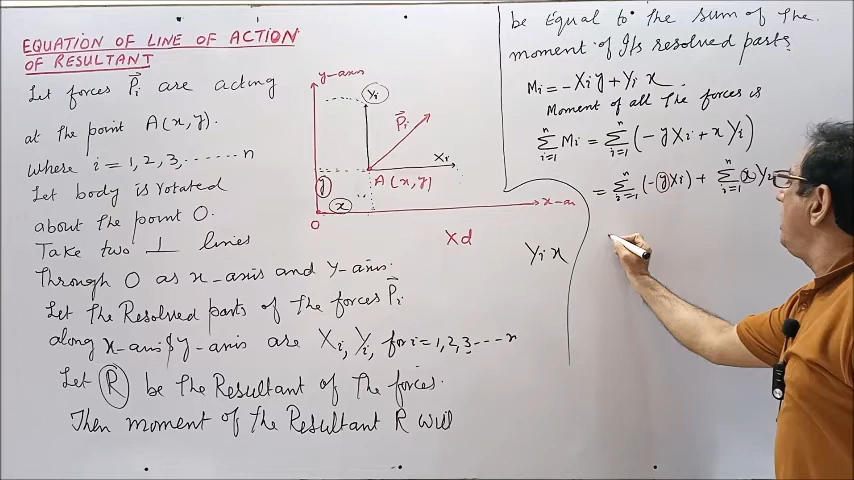 EQUATION OF LINE OF ACTION
OF RESULTANT
Let forces P⃗i are acting
at the point A(x,y).
where i = 1, 2, 3, ...... n
Let body is rotated
about the point O.
Take two ⊥ lines
Through O as x-axis and Y-axis.
Let the Resolved parts of the forces P⃗i
along x-axis & y-axis are Xi, Yi, for i = 1, 2, 3 --- n
Let R be the Resultant of the forces.
Then moment of the Resultant R will
y-axis
Yi
P⃗i
Xi
A(x,y)
y
x
O
Xd
Yi x
be Equal to the sum of the
moment of Its resolved parts
Mi = -Xi y + Yi x
Moment of all the forces is
∑_{i=1}^{n} Mi = ∑_{i=1}^{n} (-y Xi + x Yi)
= ∑_{i=1}^{n} (-y Xi) + ∑_{i=1}^{n} x